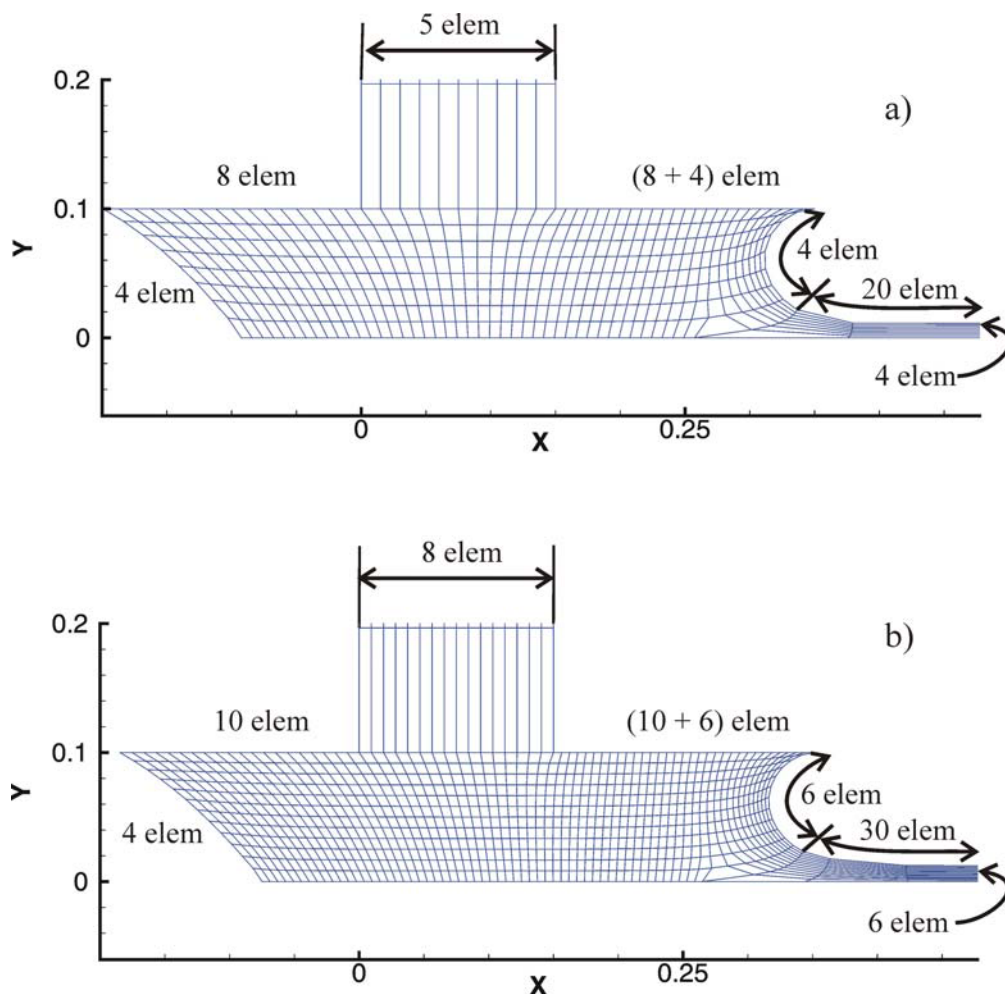 5 elem
0.2
a)
8 elem
(8 + 4) elem
0.1
Y
4 elem
4 elem
20 elem
0
4 elem
0
0.25
X
8 elem
0.2
b)
10 elem
(10 + 6) elem
0.1
Y
6 elem
4 elem
30 elem
0
6 elem
0
0.25
X